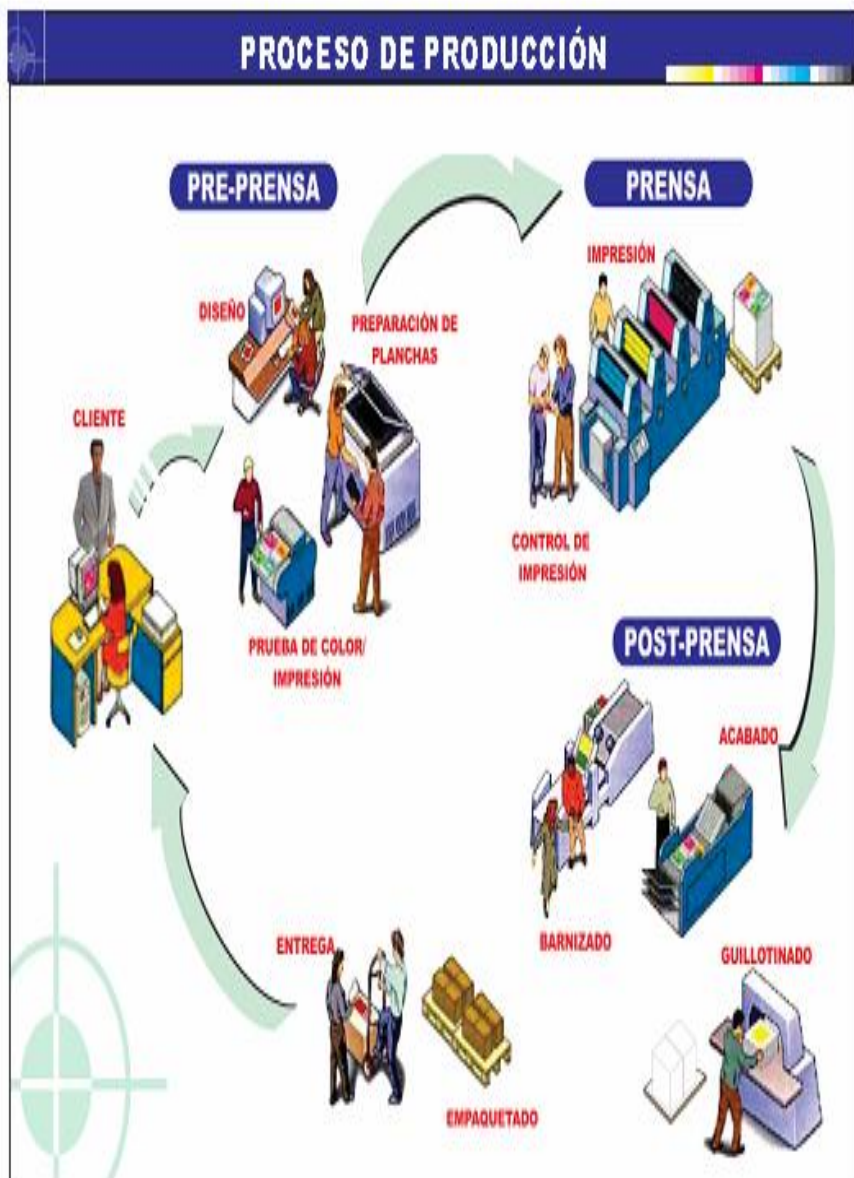 PROCESO DE PRODUCCIÓN
PRE-PRENSA
PRENSA
IMPRESIÓN
DISEÑO
PREPARACIÓN DE
PLANCHAS
CLIENTE
CONTROL DE
IMPRESIÓN
PRUEBA DE COLOR/
IMPRESIÓN
POST-PRENSA
ACABADO
BARNIZADO
GUILLOTINADO
ENTREGA
EMPAQUETADO